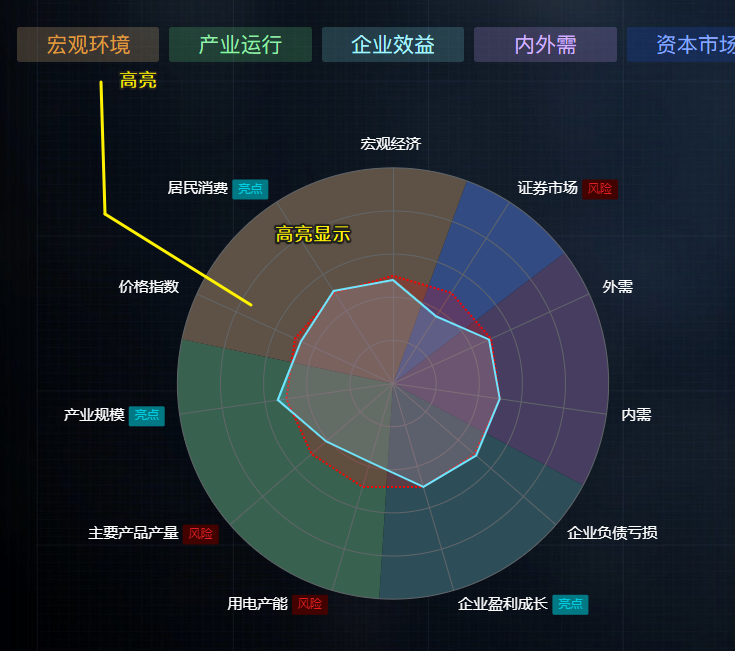 宏观环境 产业运行 企业效益 内外需 资本市场
高亮
宏观经济
居民消费 亮点
证券市场 风险
高亮显示
价格指数
外需
产业规模 亮点
内需
主要产品产量 风险
企业负债亏损
用电产能 风险
企业盈利成长 亮点